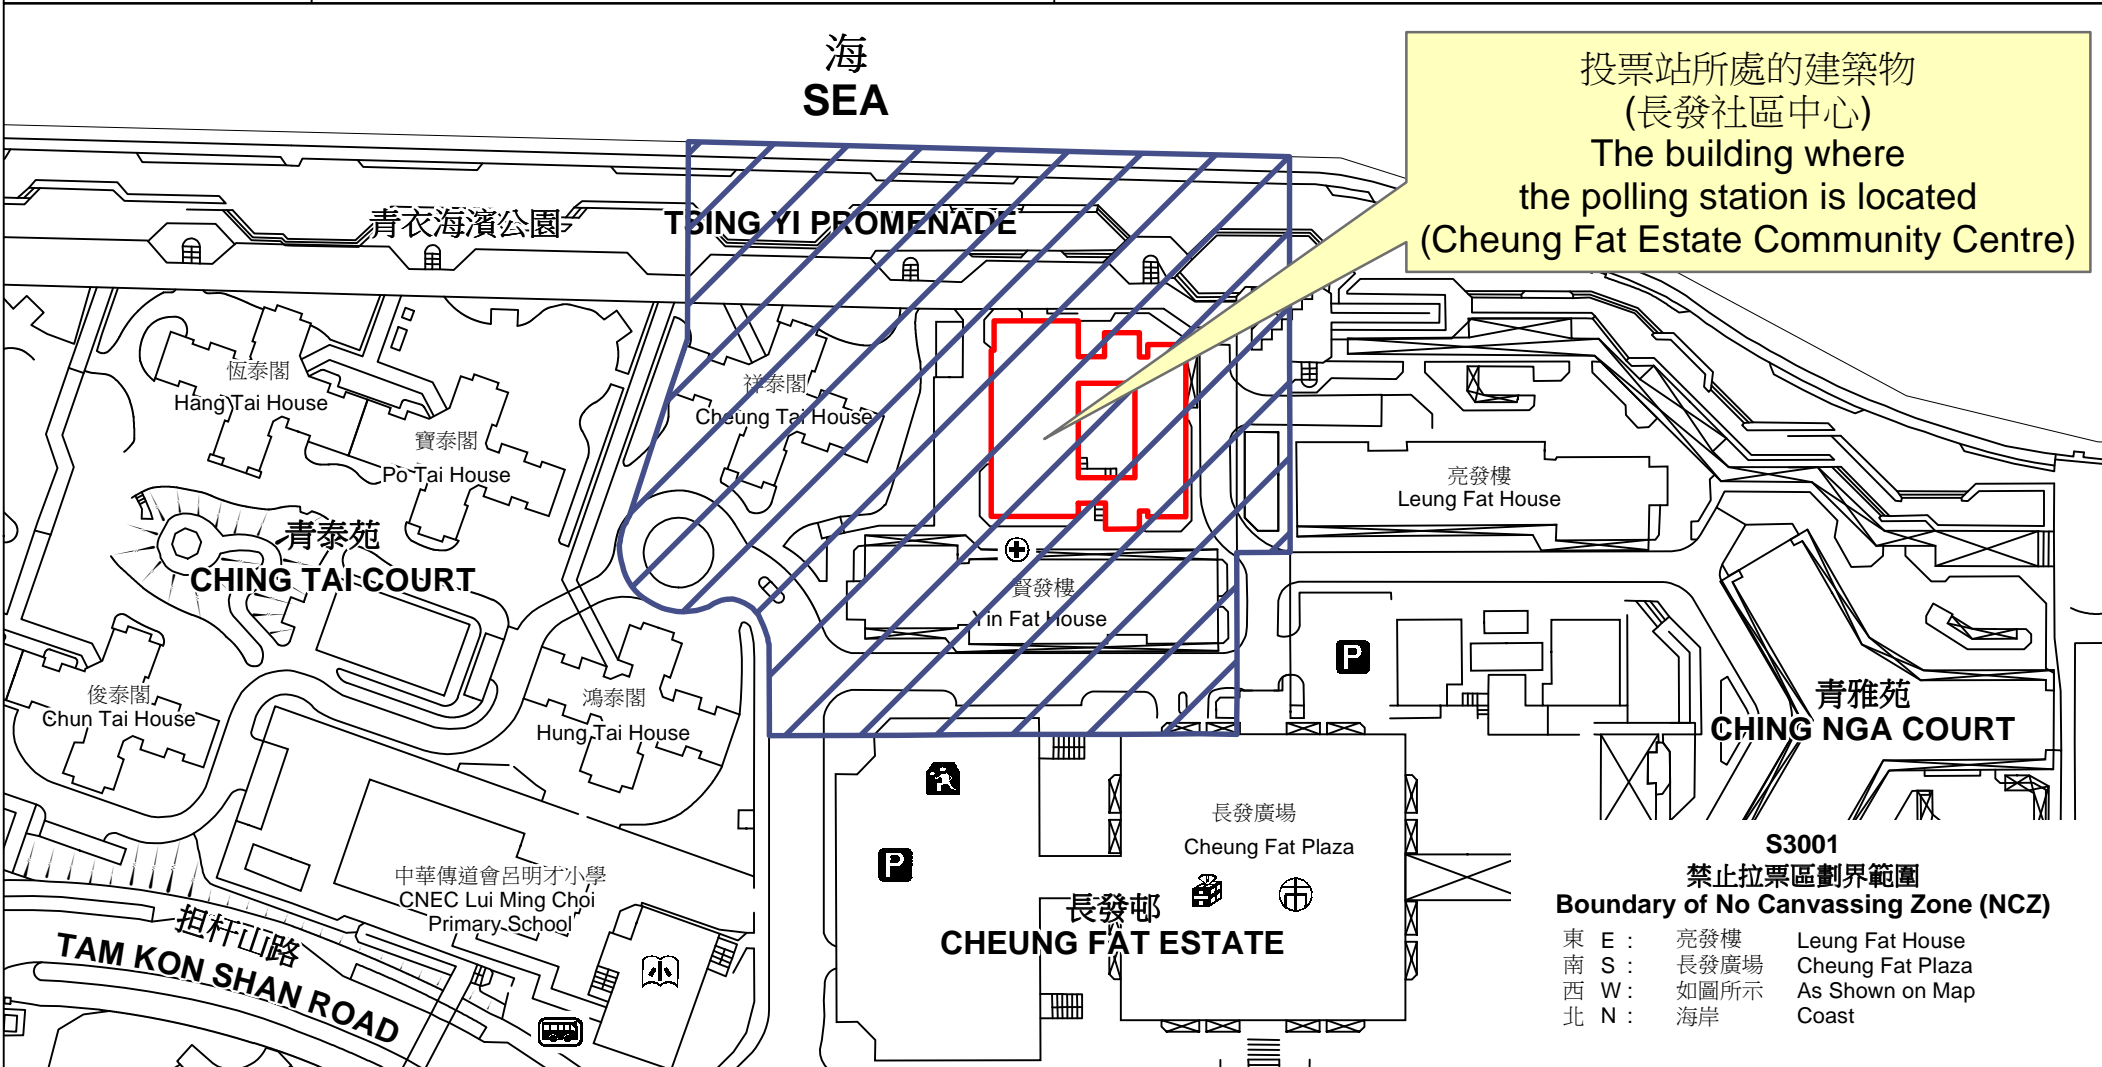 海
SEA
投票站所處的建築物
(長發社區中心)
The building where
the polling station is located
(Cheung Fat Estate Community Centre)
青衣海濱公園
TSING YI PROMENADE
恆泰閣
Hang Tai House
祥泰閣
Cheung Tai House
寶泰閣
Po Tai House
亮發樓
Leung Fat House
青泰苑
CHING TAI COURT
賢發樓
Yin Fat House
P
俊泰閣
Chun Tai House
鴻泰閣
Hung Tai House
青雅苑
CHING NGA COURT
長發廣場
Cheung Fat Plaza
P
市
中華傳道會呂明才小學
CNEC Lui Ming Choi
Primary School
小
長發邨
CHEUNG FAT ESTATE
担杆山路
TAM KON SHAN ROAD
S3001
禁止拉票區劃界範圍
Boundary of No Canvassing Zone (NCZ)
東 E : 亮發樓 Leung Fat House
南 S : 長發廣場 Cheung Fat Plaza
西 W : 如圖所示 As Shown on Map
北 N : 海岸 Coast